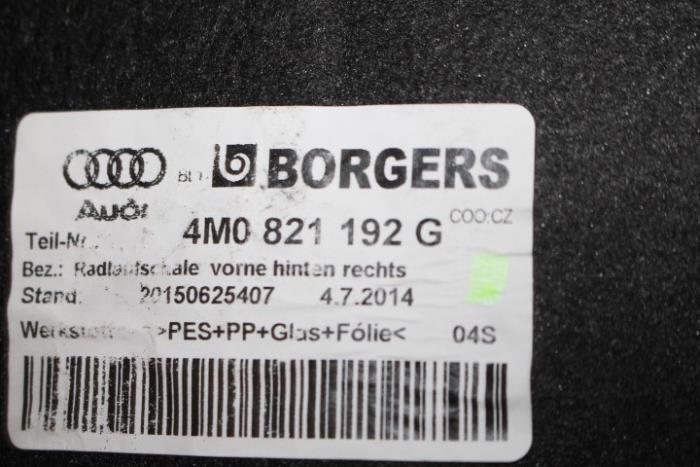 BORGERS
Audi
COO:CZ
Teil-Nr.: 4M0 821 192 G
Bez.: Radlaufschale vorne hinten rechts
Stand: 20150625407 4.7.2014
>PES+PP+Glas+Fólie< 04S